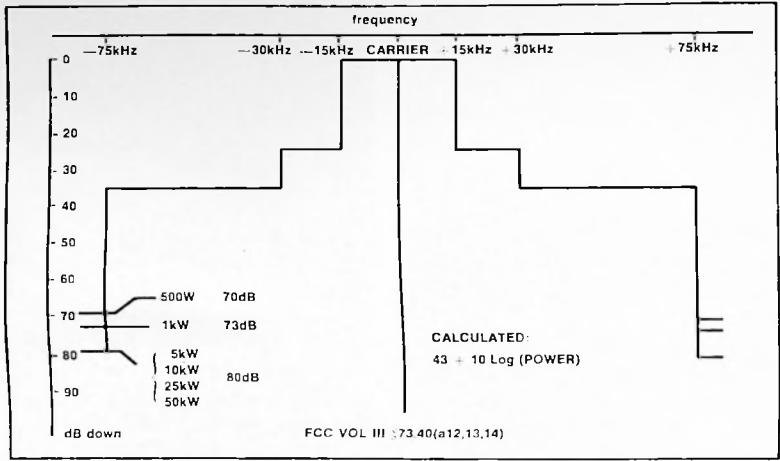 frequency
—75kHz —30kHz —15kHz CARRIER +15kHz +30kHz +75kHz
0
10
20
30
40
50
60
70
80
90
dB down
500W 70dB
1kW 73dB
5kW
10kW
25kW
50kW
80dB
CALCULATED:
43 + 10 Log (POWER)
FCC VOL III 73.40(a12,13,14)